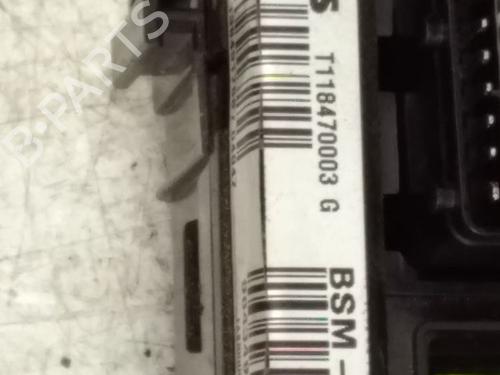 S
T118470003 G
BSM -
B-PARTS